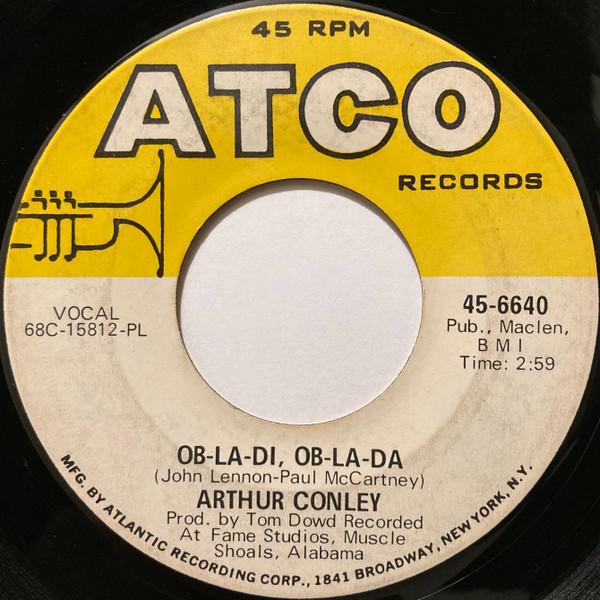 45 RPM
ATCO
RECORDS
VOCAL
68C-15812-PL
45-6640
Pub., Maclen,
B M I
Time: 2:59
OB-LA-DI, OB-LA-DA
(John Lennon-Paul McCartney)
ARTHUR CONLEY
Prod. by Tom Dowd Recorded
At Fame Studios, Muscle
Shoals, Alabama
MFG. BY ATLANTIC RECORDING CORP., 1841 BROADWAY, NEW YORK, N.Y.